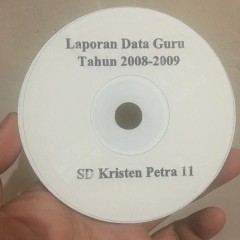 Laporan Data Guru
Tahun 2008-2009
SD Kristen Petra 11